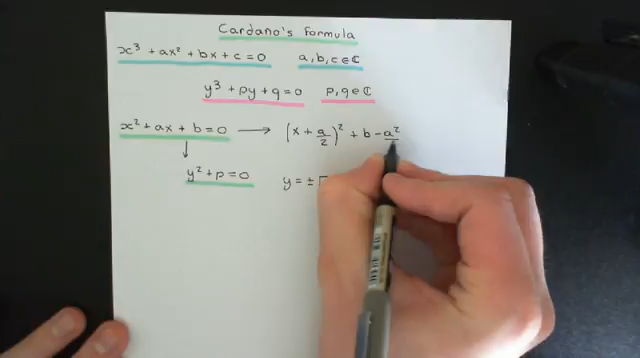 Cardano's Formula
x³ + ax² + bx + c = 0 a, b, c ∈ ℂ
y³ + py + q = 0 p, q ∈ ℂ
x² + ax + b = 0 → (x + a/2)² + b - a²
↓
y² + p = 0 y = ± √